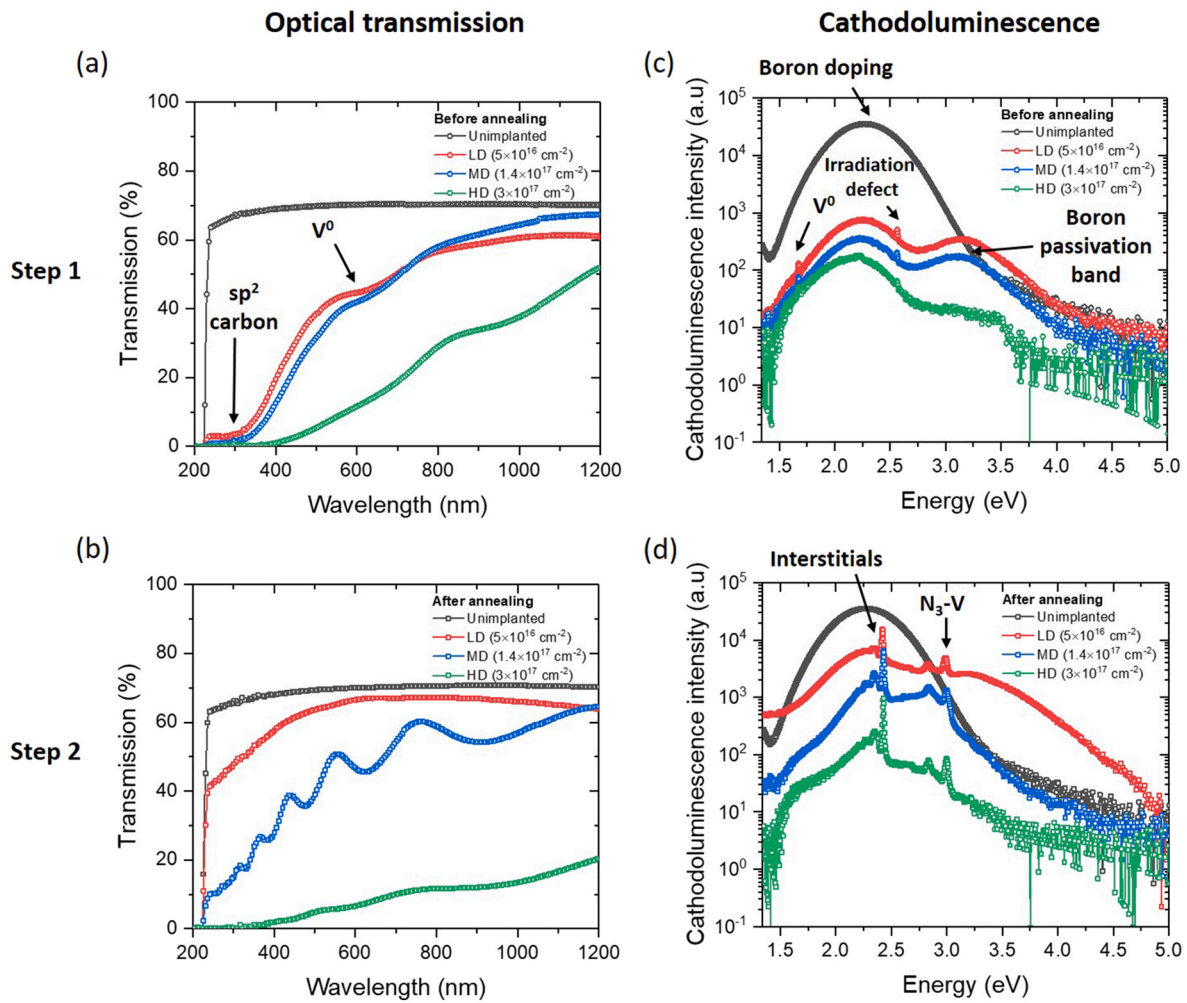 Optical transmission
Cathodoluminescence
(a)
Transmission (%)
100
80
60
40
20
0
Before annealing
Unimplanted
LD (5×10¹⁶ cm⁻²)
MD (1.4×10¹⁷ cm⁻²)
HD (3×10¹⁷ cm⁻²)
V⁰
sp²
carbon
200 400 600 800 1000 1200
Wavelength (nm)
Step 1
(c)
Boron doping
Cathodoluminescence intensity (a.u)
10⁵
10⁴
10³
10²
10¹
10⁰
10⁻¹
Before annealing
Unimplanted
LD (5×10¹⁶ cm⁻²)
MD (1.4×10¹⁷ cm⁻²)
HD (3×10¹⁷ cm⁻²)
Irradiation
defect
V⁰
Boron
passivation
band
1.5 2.0 2.5 3.0 3.5 4.0 4.5 5.0
Energy (eV)
(b)
Transmission (%)
100
80
60
40
20
0
After annealing
Unimplanted
LD (5×10¹⁶ cm⁻²)
MD (1.4×10¹⁷ cm⁻²)
HD (3×10¹⁷ cm⁻²)
200 400 600 800 1000 1200
Wavelength (nm)
Step 2
(d)
Interstitials
Cathodoluminescence intensity (a.u)
10⁵
10⁴
10³
10²
10¹
10⁰
10⁻¹
N₃-V
After annealing
Unimplanted
LD (5×10¹⁶ cm⁻²)
MD (1.4×10¹⁷ cm⁻²)
HD (3×10¹⁷ cm⁻²)
1.5 2.0 2.5 3.0 3.5 4.0 4.5 5.0
Energy (eV)